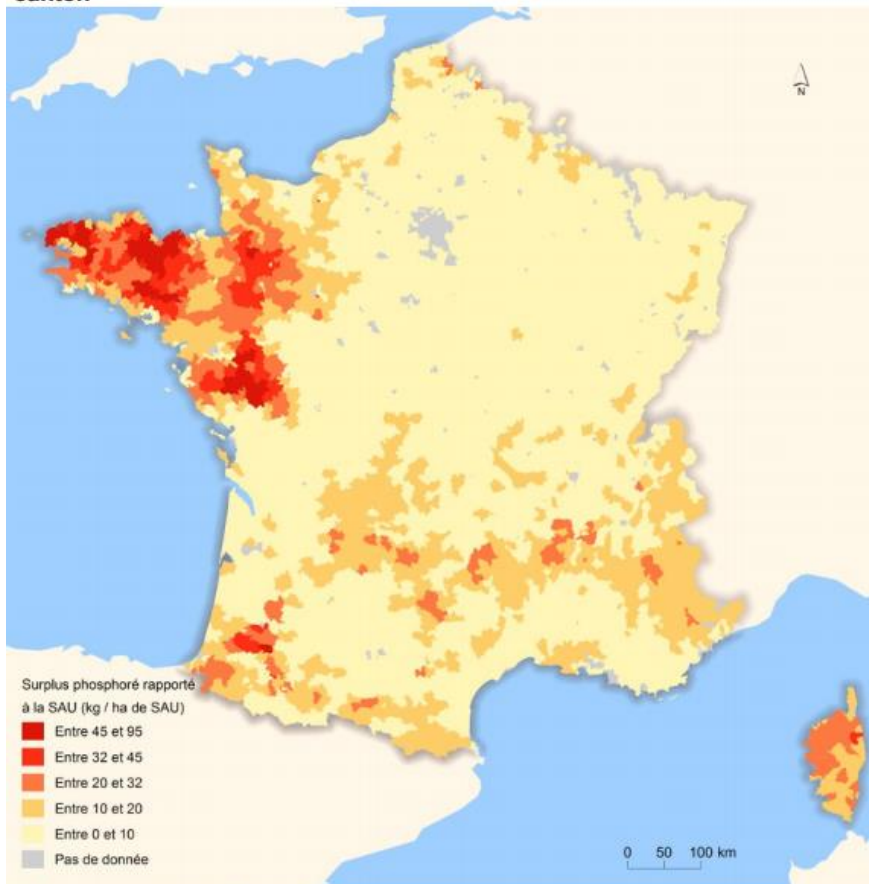 N
Surplus phosphoré rapporté
à la SAU (kg / ha de SAU)
Entre 45 et 95
Entre 32 et 45
Entre 20 et 32
Entre 10 et 20
Entre 0 et 10
Pas de donnée
0 50 100 km